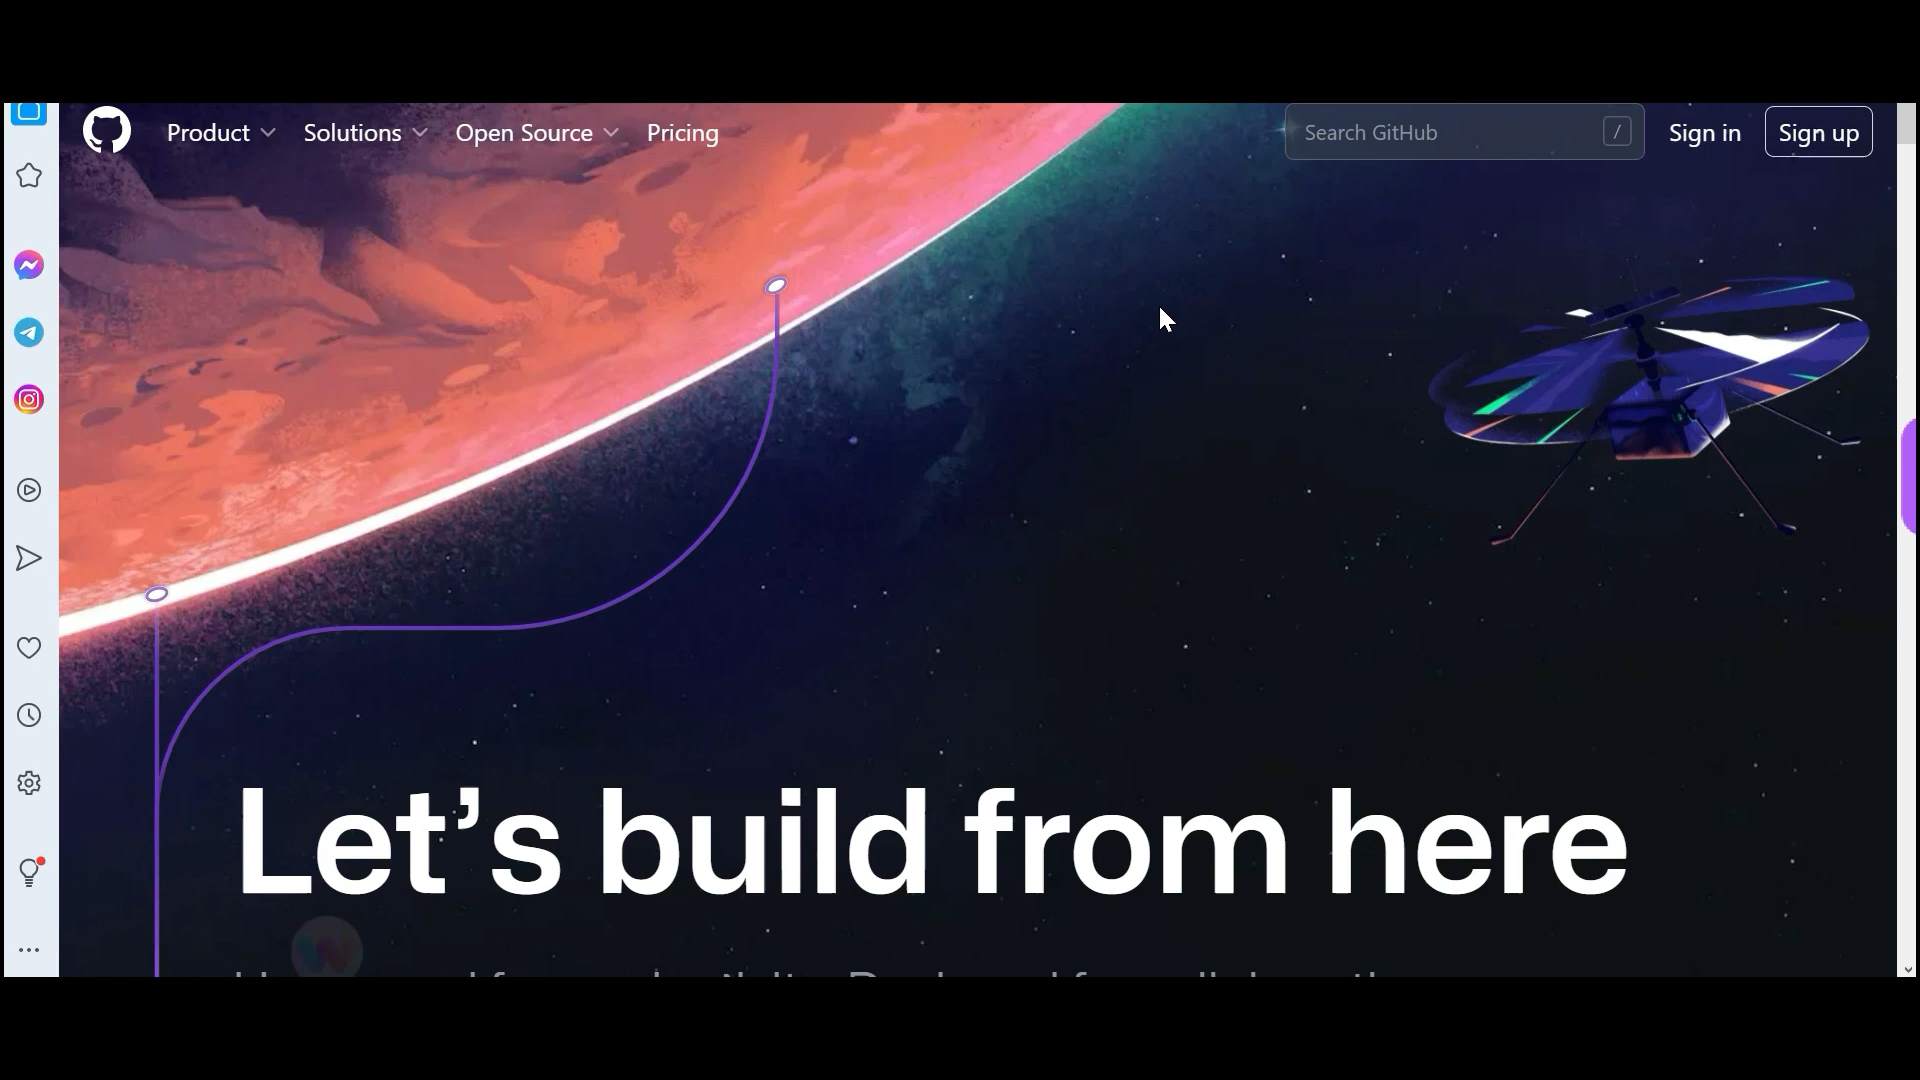 Product Solutions Open Source Pricing Search GitHub / Sign in Sign up
Let’s build from here